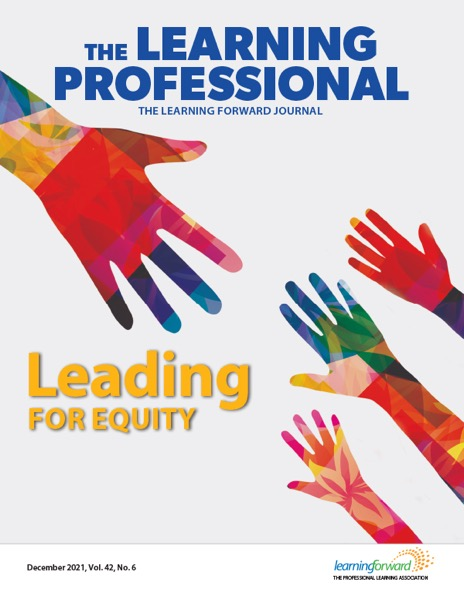 THE LEARNING
PROFESSIONAL
THE LEARNING FORWARD JOURNAL
Leading
FOR EQUITY
December 2021, Vol. 42, No. 6
learningforward
THE PROFESSIONAL LEARNING ASSOCIATION